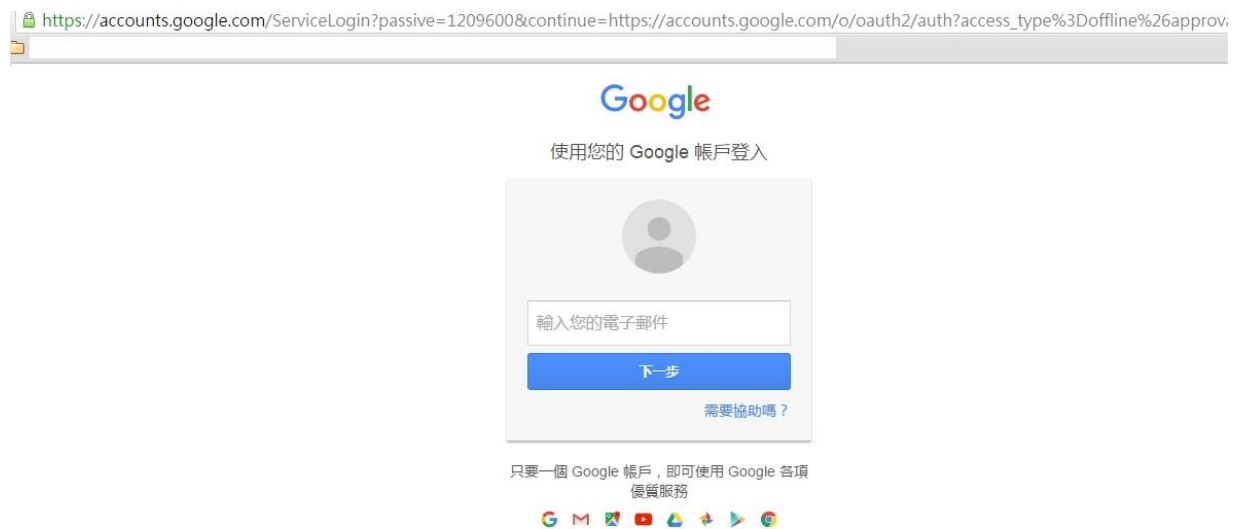 https://accounts.google.com/ServiceLogin?passive=1209600&continue=https://accounts.google.com/o/oauth2/auth?access_type%3Doffline%26approva
Google
使用您的 Google 帳戶登入
輸入您的電子郵件
下一步
需要協助嗎？
只要一個 Google 帳戶，即可使用 Google 各項
優質服務